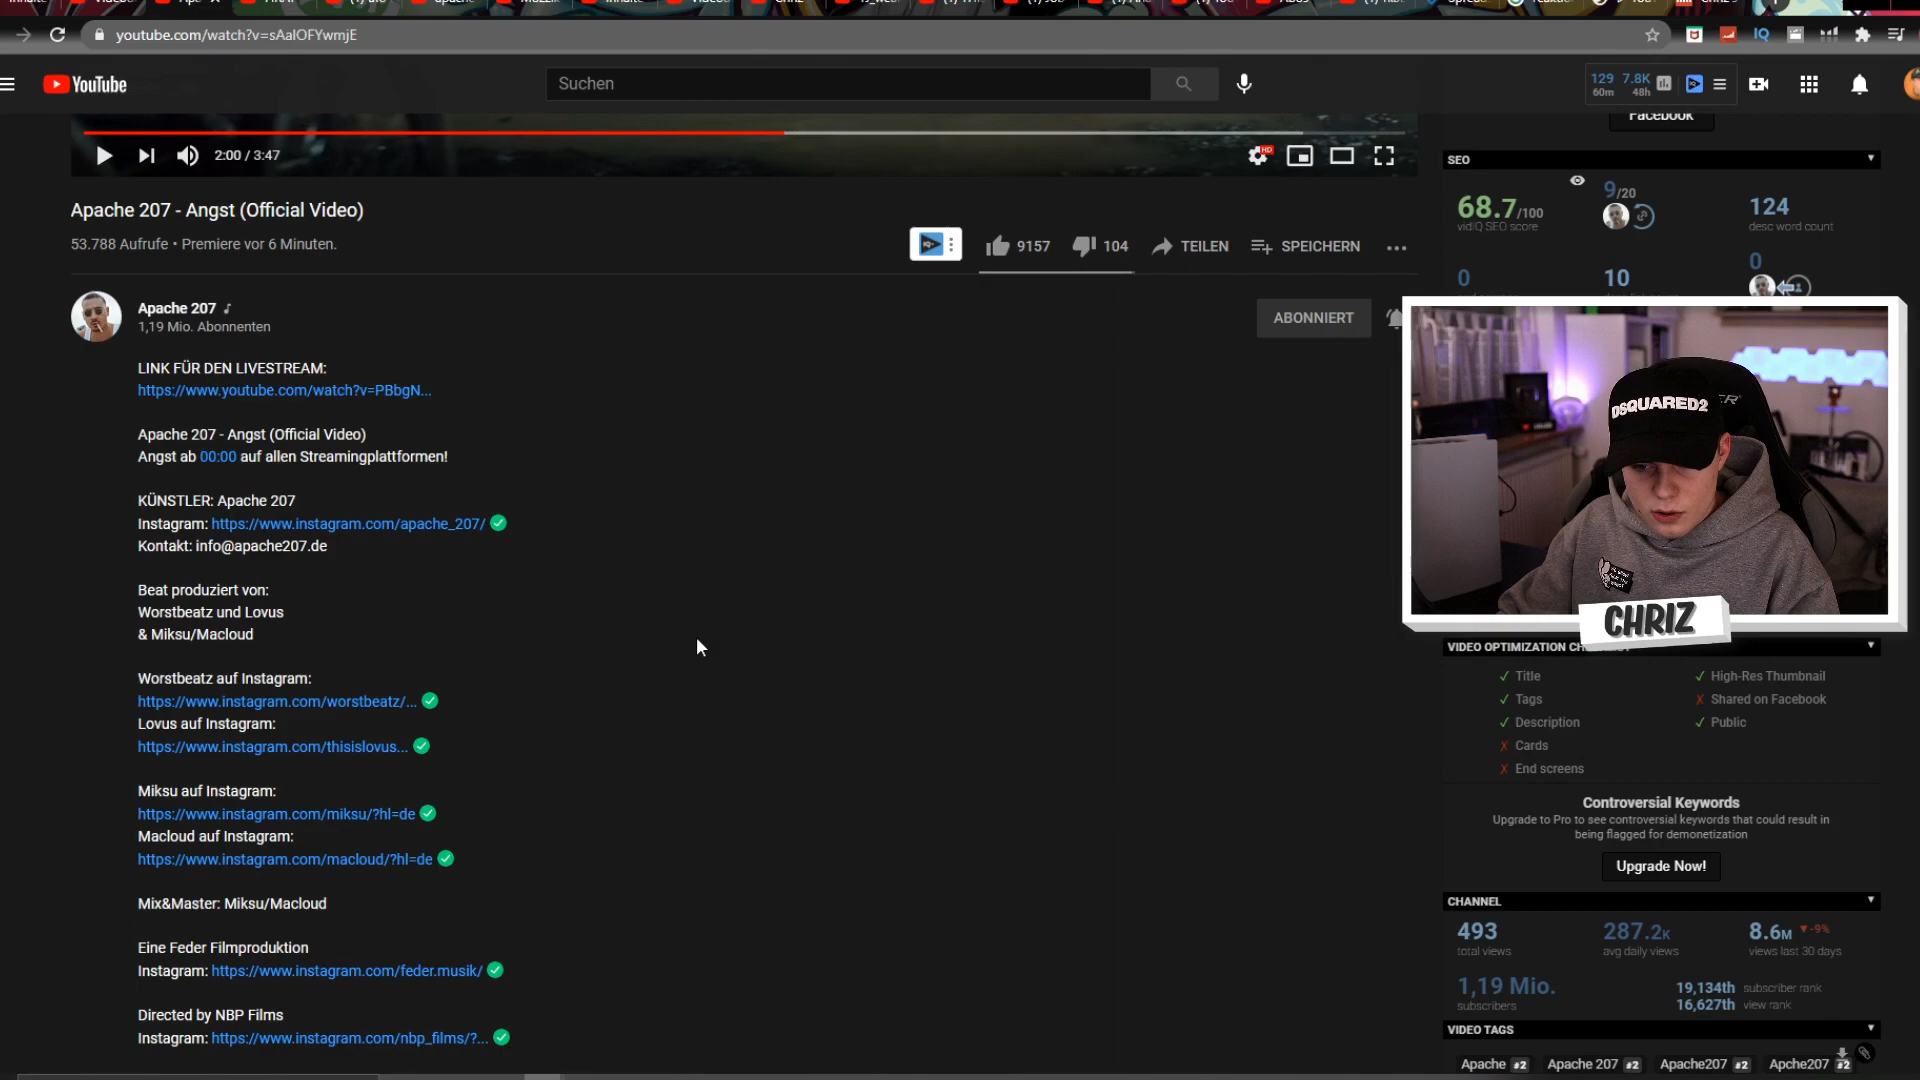 youtube.com/watch?v=sAalOFYwmjE
YouTube
Suchen
129 7.8K
60m 48h
Facebook
2:00 / 3:47
SEO
68.7/100
vidIQ SEO score
9/20
124
desc word count
0
10
0
Apache 207 - Angst (Official Video)
53.788 Aufrufe • Premiere vor 6 Minuten.
9157
104
TEILEN
SPEICHERN
Apache 207
1,19 Mio. Abonnenten
ABONNIERT
LINK FÜR DEN LIVESTREAM:
https://www.youtube.com/watch?v=PBbgN...
Apache 207 - Angst (Official Video)
Angst ab 00:00 auf allen Streamingplattformen!
KÜNSTLER: Apache 207
Instagram: https://www.instagram.com/apache_207/
Kontakt: info@apache207.de
Beat produziert von:
Worstbeatz und Lovus
& Miksu/Macloud
Worstbeatz auf Instagram:
https://www.instagram.com/worstbeatz/...
Lovus auf Instagram:
https://www.instagram.com/thisislovus...
Miksu auf Instagram:
https://www.instagram.com/miksu/?hl=de
Macloud auf Instagram:
https://www.instagram.com/macloud/?hl=de
Mix&Master: Miksu/Macloud
Eine Feder Filmproduktion
Instagram: https://www.instagram.com/feder.musik/
Directed by NBP Films
Instagram: https://www.instagram.com/nbp_films/?...
DSQUARED2
CHRIZ
VIDEO OPTIMIZATION
Title
High-Res Thumbnail
Tags
Shared on Facebook
Description
Public
Cards
End screens
Controversial Keywords
Upgrade to Pro to see controversial keywords that could result in
being flagged for demonetization
Upgrade Now!
CHANNEL
493
total views
287.2K
avg daily views
8.6M -9%
views last 30 days
1,19 Mio.
subscribers
19,134th subscriber rank
16,627th view rank
VIDEO TAGS
Apache #2
Apache 207 #2
Apache207 #2
Apche207 #2